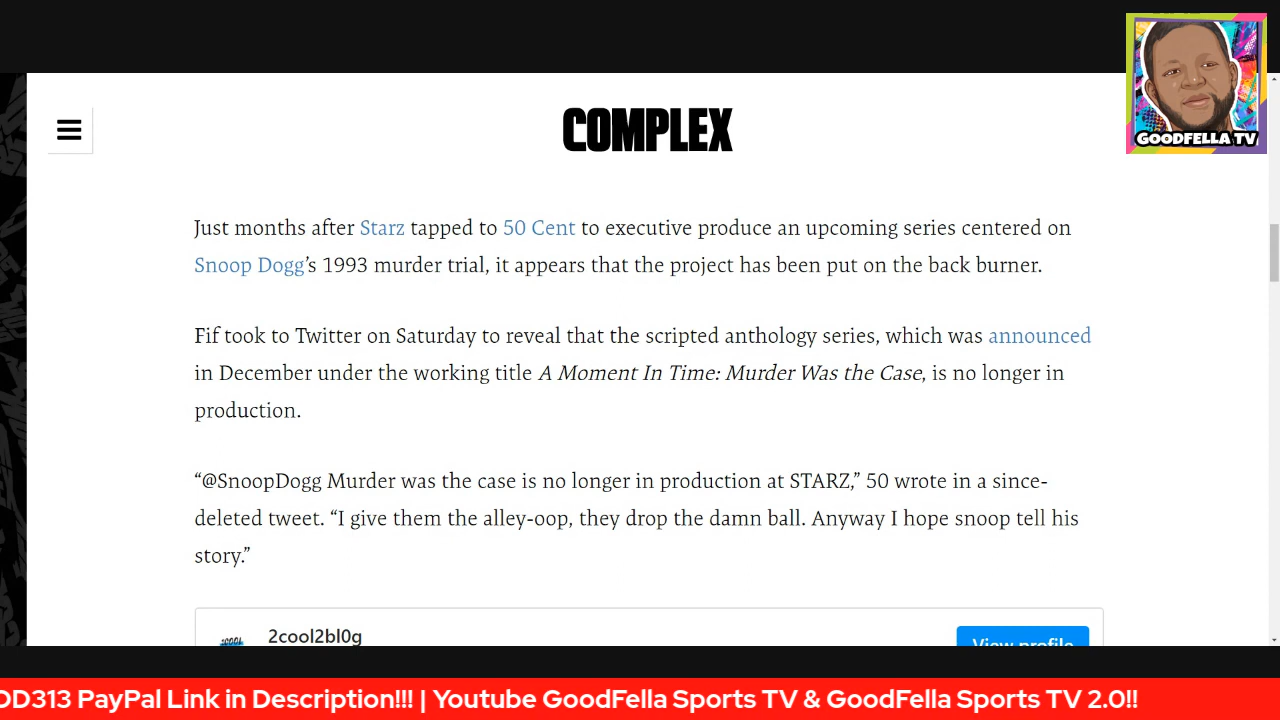 COMPLEX
GOODFELLA TV
Just months after Starz tapped to 50 Cent to executive produce an upcoming series centered on
Snoop Dogg’s 1993 murder trial, it appears that the project has been put on the back burner.
Fif took to Twitter on Saturday to reveal that the scripted anthology series, which was announced
in December under the working title A Moment In Time: Murder Was the Case, is no longer in
production.
“@SnoopDogg Murder was the case is no longer in production at STARZ,” 50 wrote in a since-
deleted tweet. “I give them the alley-oop, they drop the damn ball. Anyway I hope snoop tell his
story.”
2cool2bl0g
View profile
DD313 PayPal Link in Description!!! | Youtube GoodFella Sports TV & GoodFella Sports TV 2.0!!